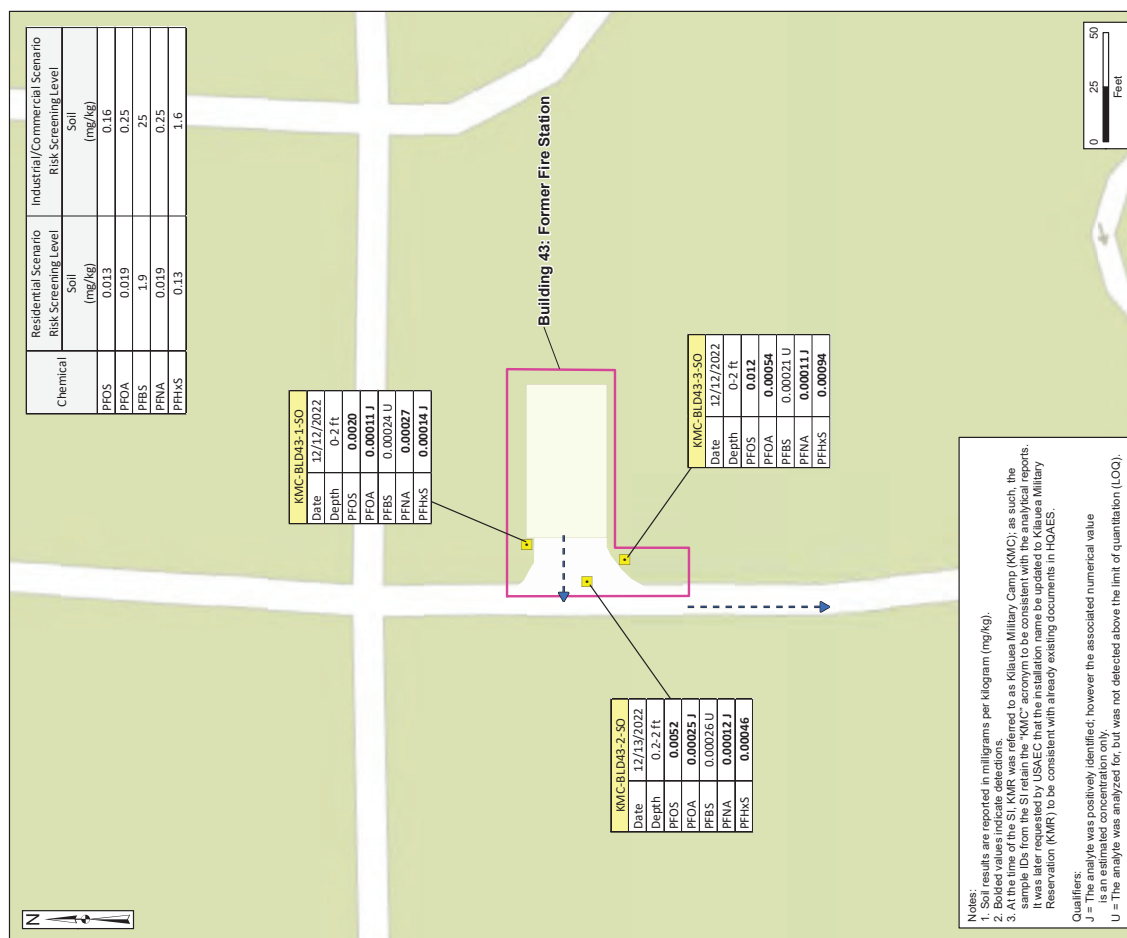 N
Chemical
Residential Scenario
Risk Screening Level
Industrial/Commercial Scenario
Risk Screening Level
Soil
(mg/kg)
Soil
(mg/kg)
PFOS 0.013 0.16
PFOA 0.019 0.25
PFBS 1.9 25
PFNA 0.019 0.25
PFHxS 0.13 1.6
KMC-BLD43-1-SO
Date 12/12/2022
Depth 0-2 ft
PFOS 0.0020
PFOA 0.00011 J
PFBS 0.00024 U
PFNA 0.00027
PFHxS 0.00014 J
Building 43: Former Fire Station
KMC-BLD43-2-SO
Date 12/13/2022
Depth 0.2-2 ft
PFOS 0.0052
PFOA 0.00025 J
PFBS 0.00026 U
PFNA 0.00012 J
PFHxS 0.00046
KMC-BLD43-3-SO
Date 12/12/2022
Depth 0-2 ft
PFOS 0.012
PFOA 0.00054
PFBS 0.00021 U
PFNA 0.00011 J
PFHxS 0.00094
Notes:
1. Soil results are reported in milligrams per kilogram (mg/kg).
2. Bolded values indicate detections.
3. At the time of the SI, KMR was referred to as Kilauea Military Camp (KMC); as such, the
sample IDs from the SI retain the "KMC" acronym to be consistent with the analytical reports.
It was later requested by USAEC that the installation name be updated to Kilauea Military
Reservation (KMR) to be consistent with already existing documents in HQAES.
Qualifiers:
J = The analyte was positively identified; however the associated numerical value
is an estimated concentration only.
U = The analyte was analyzed for, but was not detected above the limit of quantitation (LOQ).
0 25 50
Feet